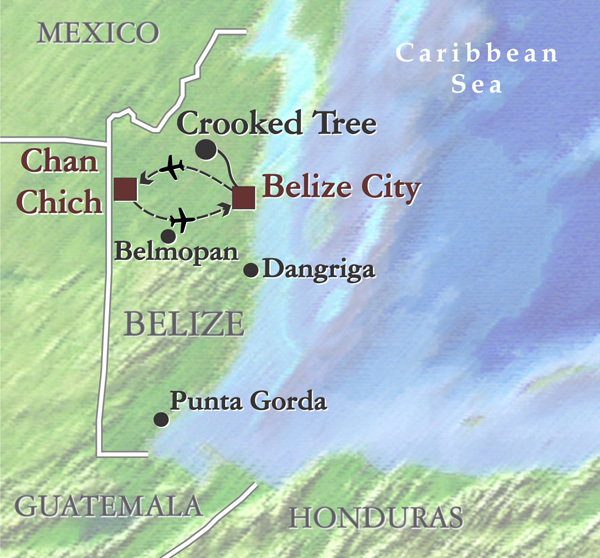 MEXICO
Caribbean
Sea
Crooked Tree
Chan
Chich
Belize City
Belmopan
Dangriga
BELIZE
Punta Gorda
GUATEMALA
HONDURAS